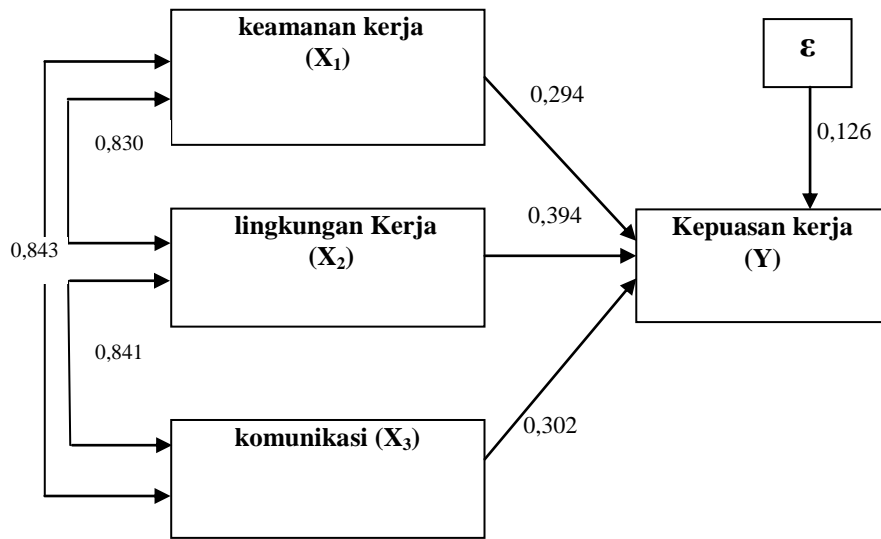 keamanan kerja
(X₁)
ε
0,294
0,126
0,830
lingkungan Kerja
(X₂)
0,394
Kepuasan kerja
(Y)
0,843
0,841
komunikasi (X₃)
0,302